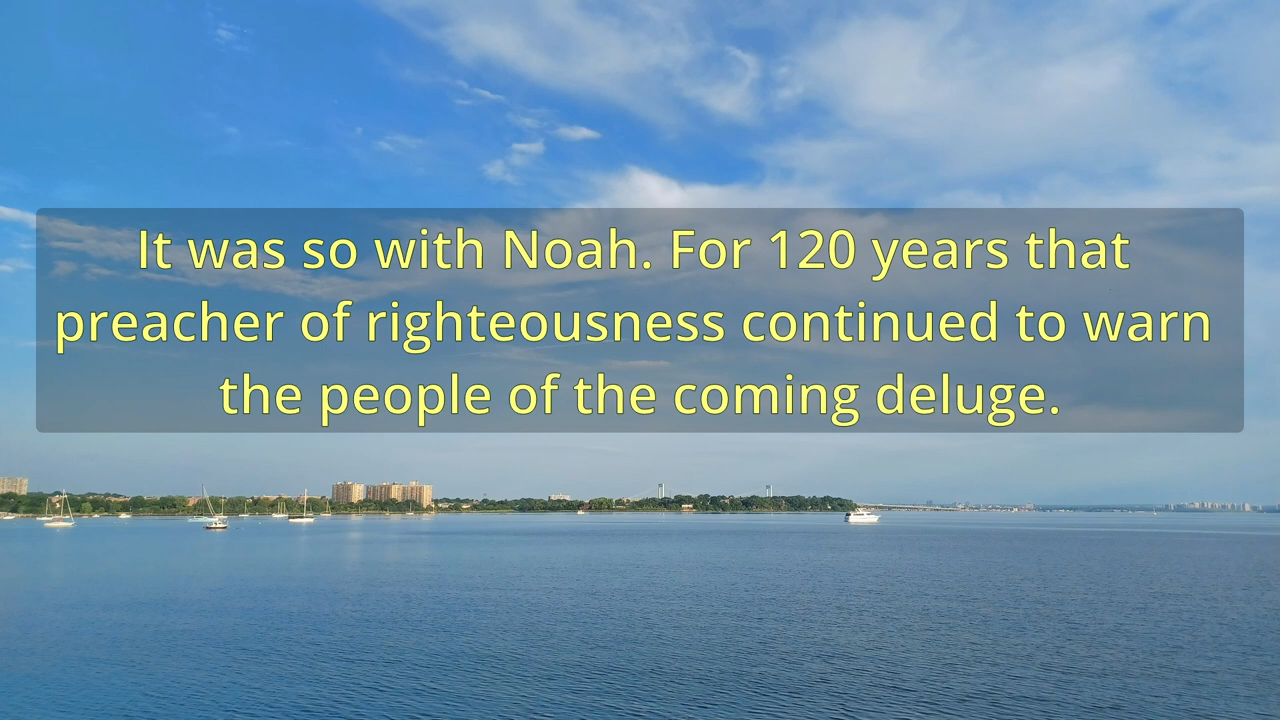 It was so with Noah. For 120 years that
preacher of righteousness continued to warn
the people of the coming deluge.